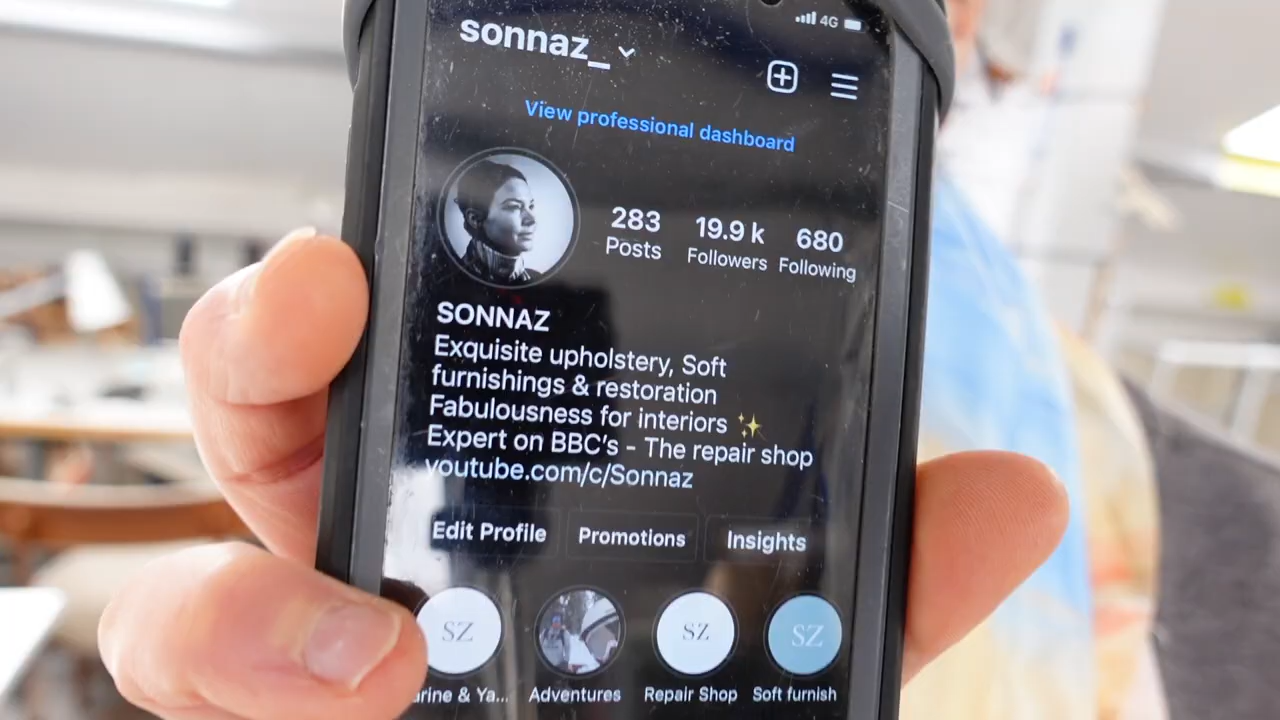 4G
sonnaz_
View professional dashboard
283 19.9 k 680
Posts Followers Following
SONNAZ
Exquisite upholstery, Soft
furnishings & restoration
Fabulousness for interiors ✨
Expert on BBC's - The repair shop
youtube.com/c/Sonnaz
Edit Profile Promotions Insights
SZ SZ SZ
rine & Ya... Adventures Repair Shop Soft furnish